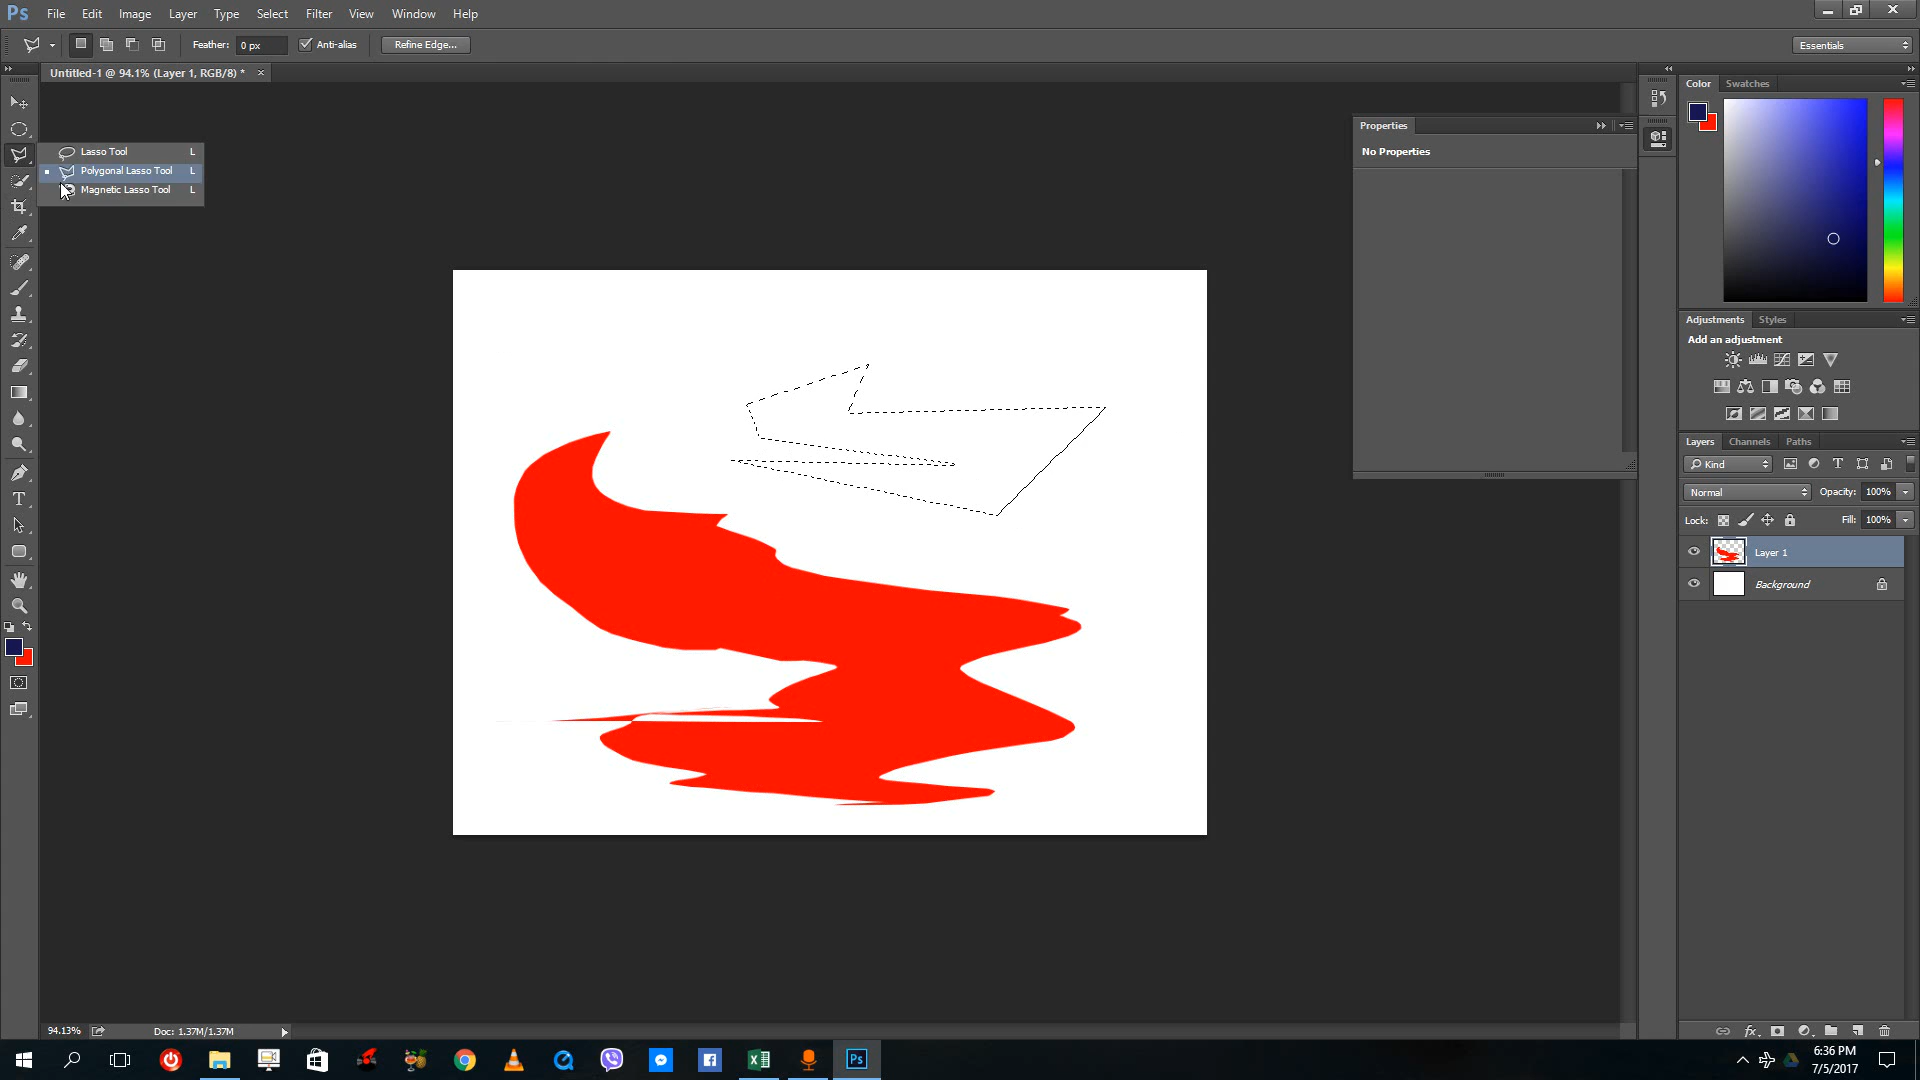 Ps File Edit Image Layer Type Select Filter View Window Help
Feather: 0 px Anti-alias Refine Edge... Essentials
Untitled-1 @ 94.1% (Layer 1, RGB/8) * ×
Color Swatches
Properties
No Properties
Lasso Tool L
Polygonal Lasso Tool L
Magnetic Lasso Tool L
Adjustments Styles
Add an adjustment
Layers Channels Paths
Kind
Normal Opacity: 100%
Lock: Fill: 100%
Layer 1
Background
94.13% Doc: 1.37M/1.37M
6:36 PM
7/5/2017